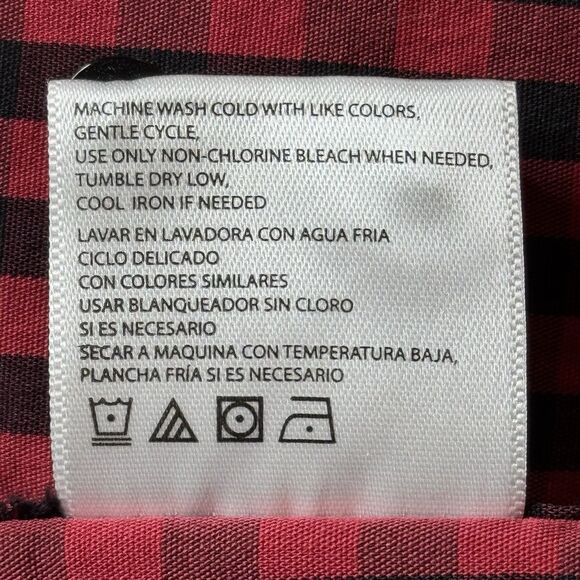 MACHINE WASH COLD WITH LIKE COLORS,
GENTLE CYCLE,
USE ONLY NON-CHLORINE BLEACH WHEN NEEDED,
TUMBLE DRY LOW,
COOL IRON IF NEEDED
LAVAR EN LAVADORA CON AGUA FRIA
CICLO DELICADO
CON COLORES SIMILARES
USAR BLANQUEADOR SIN CLORO
SI ES NECESARIO
SECAR A MAQUINA CON TEMPERATURA BAJA,
PLANCHA FRÍA SI ES NECESARIO